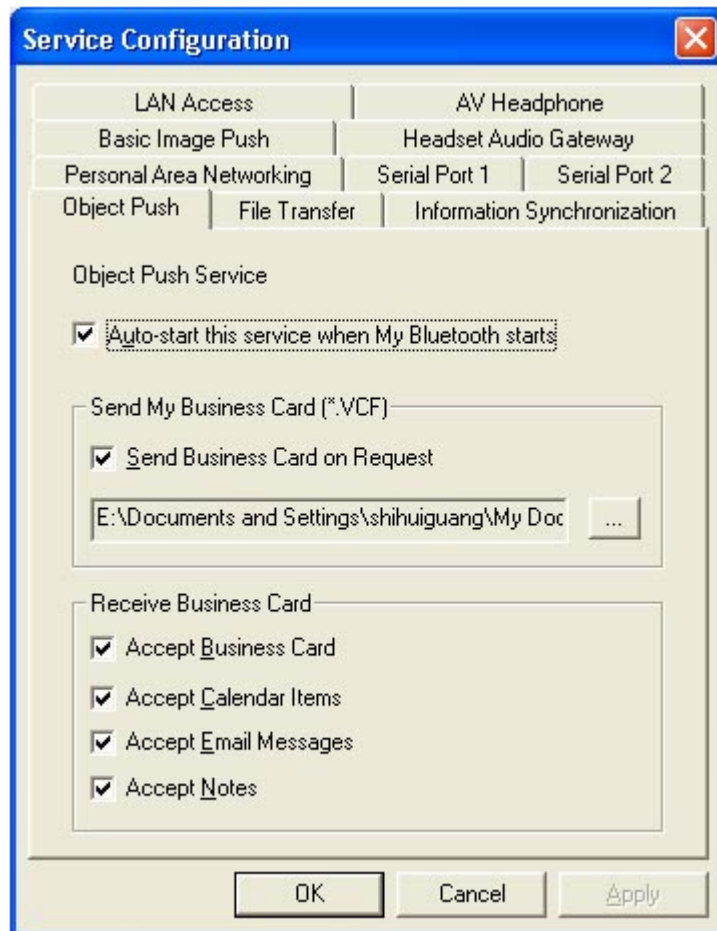 Service Configuration
LAN Access AV Headphone
Basic Image Push Headset Audio Gateway
Personal Area Networking Serial Port 1 Serial Port 2
Object Push File Transfer Information Synchronization
Object Push Service
Auto-start this service when My Bluetooth starts
Send My Business Card (*.VCF)
Send Business Card on Request
E:\Documents and Settings\shihuiguang\My Doc ...
Receive Business Card
Accept Business Card
Accept Calendar Items
Accept Email Messages
Accept Notes
OK Cancel Apply